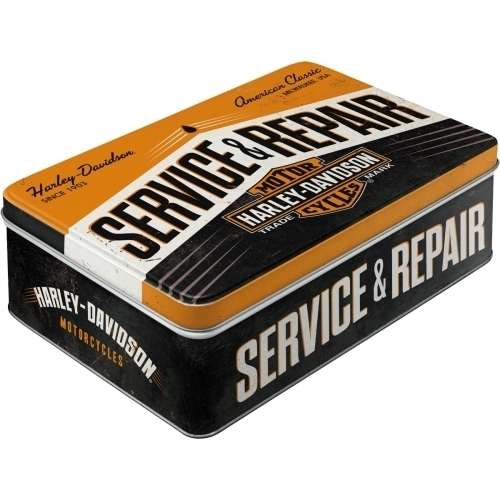 Harley-Davidson
SINCE 1903
American Classic
MILWAUKEE, USA
SERVICE & REPAIR
MOTOR
HARLEY-DAVIDSON
CYCLES
TRADE MARK
HARLEY-DAVIDSON
MOTORCYCLES
SERVICE & REPAIR